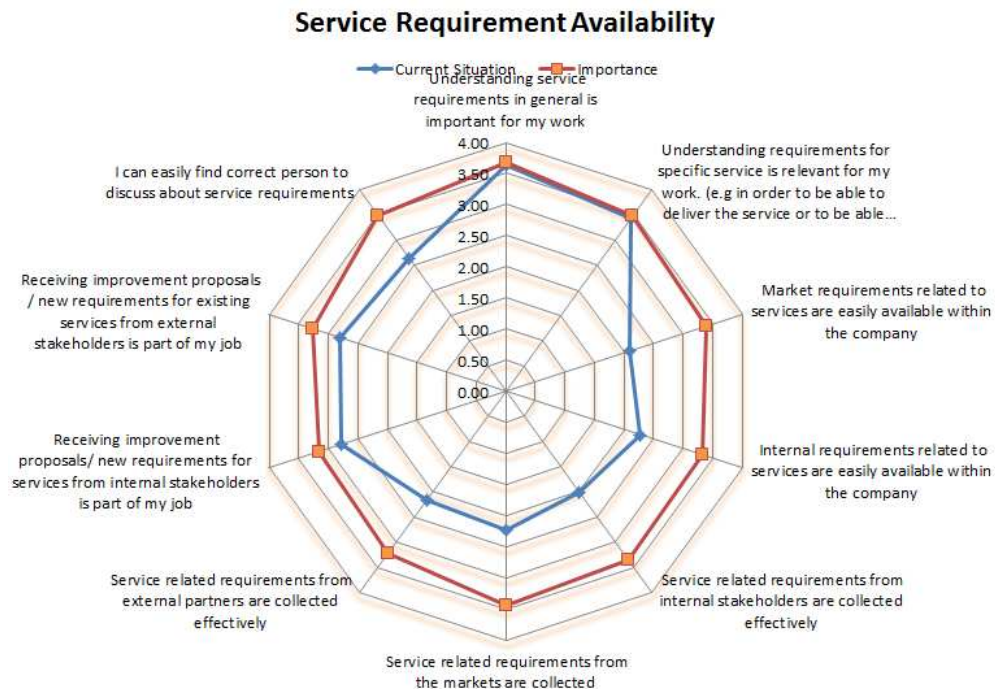 Service Requirement Availability
Current Situation
Importance
Understanding service
requirements in general is
important for my work
Understanding requirements for
specific service is relevant for my
work. (e.g in order to be able to
deliver the service or to be able...
Market requirements related to
services are easily available within
the company
Internal requirements related to
services are easily available within
the company
Service related requirements from
internal stakeholders are collected
effectively
Service related requirements from
the markets are collected
Service related requirements from
external partners are collected
effectively
Receiving improvement
proposals/ new requirements for
services from internal stakeholders
is part of my job
Receiving improvement proposals
/ new requirements for existing
services from external
stakeholders is part of my job
I can easily find correct person to
discuss about service requirements
4.00
3.50
3.00
2.50
2.00
1.50
1.00
0.50
0.00